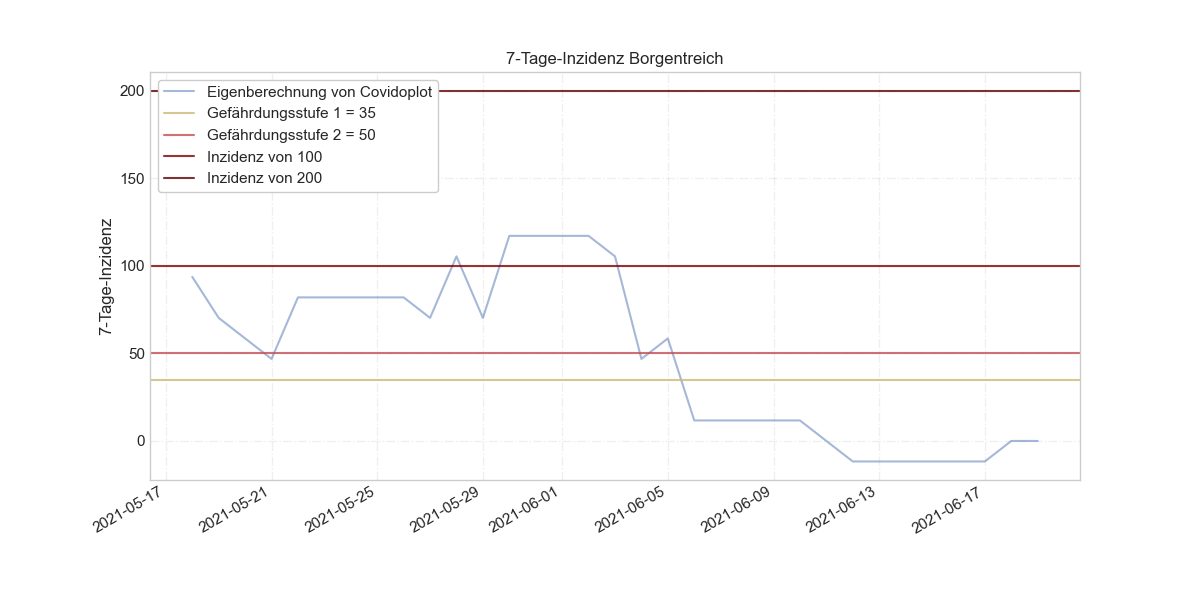 7-Tage-Inzidenz Borgentreich
Eigenberechnung von Covidoplot
Gefährdungsstufe 1 = 35
Gefährdungsstufe 2 = 50
Inzidenz von 100
Inzidenz von 200
7-Tage-Inzidenz
200
150
100
50
0
2021-05-17
2021-05-21
2021-05-25
2021-05-29
2021-06-01
2021-06-05
2021-06-09
2021-06-13
2021-06-17